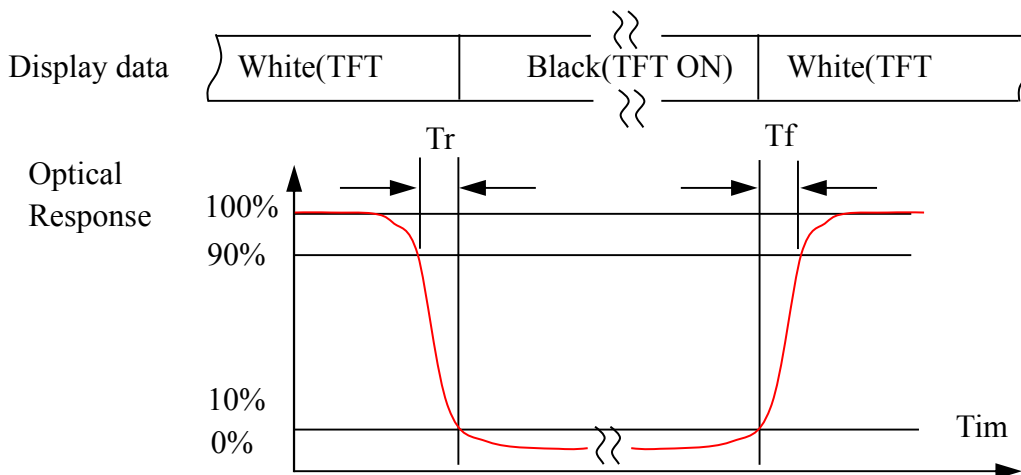 Display data White(TFT Black(TFT ON) White(TFT
Tr Tf
Optical
Response
100%
90%
10%
0%
Tim